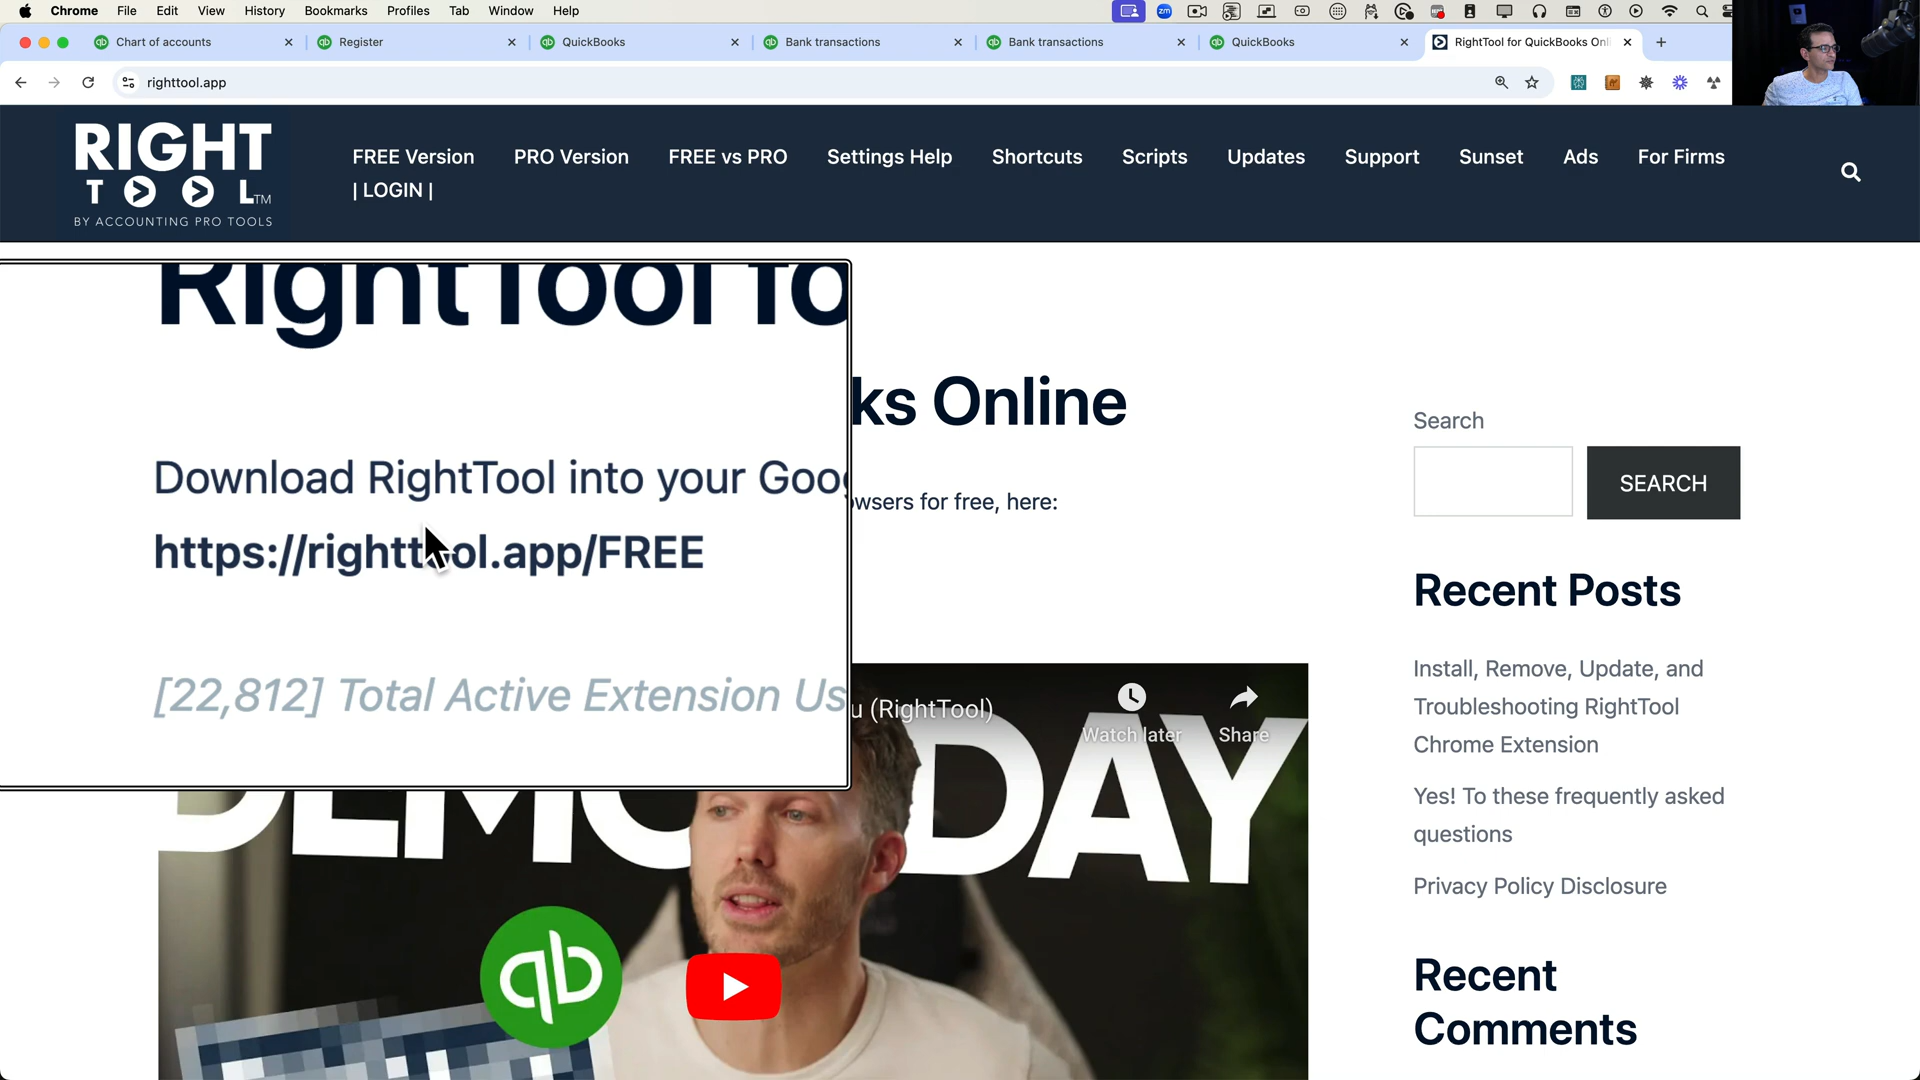 Chrome File Edit View History Bookmarks Profiles Tab Window Help
Chart of accounts Register QuickBooks Bank transactions Bank transactions QuickBooks RightTool for QuickBooks Onl
righttool.app
RIGHT
TOOL™
BY ACCOUNTING PRO TOOLS
FREE Version PRO Version FREE vs PRO Settings Help Shortcuts Scripts Updates Support Sunset Ads For Firms
| LOGIN |
RightTool fo
ks Online
Download RightTool into your Goo
owsers for free, here:
https://righttool.app/FREE
[22,812] Total Active Extension Us
u (RightTool)
Watch later Share
DEMO DAY
qb
Search
SEARCH
Recent Posts
Install, Remove, Update, and
Troubleshooting RightTool
Chrome Extension
Yes! To these frequently asked
questions
Privacy Policy Disclosure
Recent
Comments